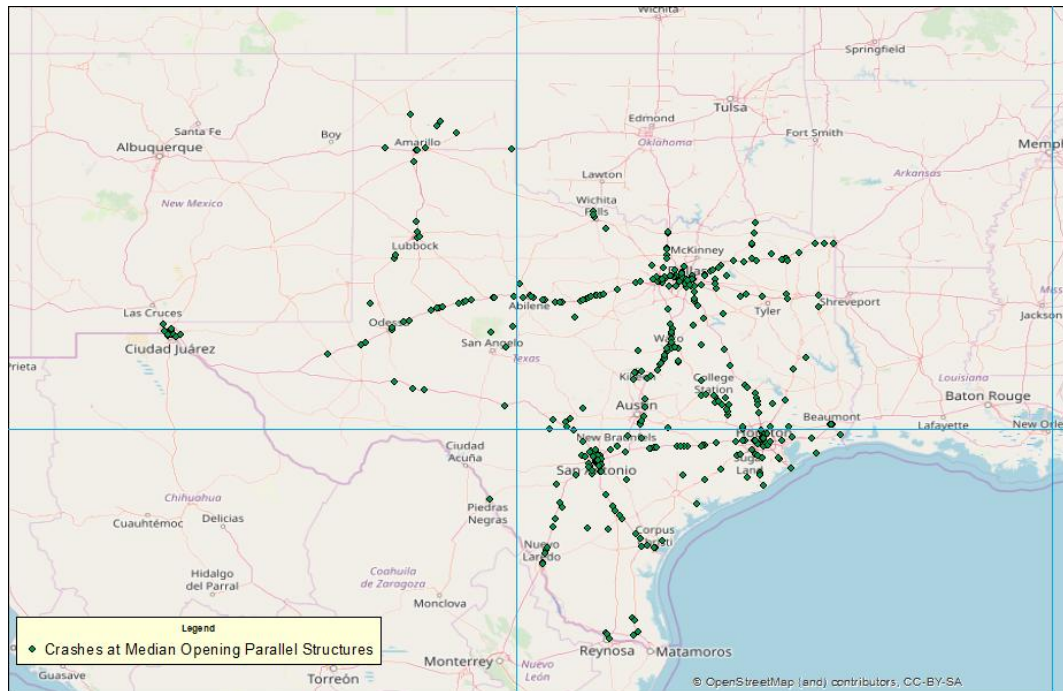 Wichita
Springfield
Tulsa
Santa Fe
Boy
Amarillo
Edmond
Oklahoma
Fort Smith
Albuquerque
Memph
Arkansas
Lawton
New Mexico
Wichita
Falls
Lubbock
McKinney
Dallas
Las Cruces
Abilene
Tyler
Shreveport
Miss
Odessa
Jackson
Ciudad Juárez
San Angelo
Texas
Waco
Prieta
Killeen
College
Station
Louisiana
Austin
Baton Rouge
Beaumont
Lafayette
New Orle
New Braunfels
Houston
Ciudad
Acuña
San Antonio
Sugar
Land
Chihuahua
Cuauhtémoc
Delicias
Piedras
Negras
Corpus
Christi
Nuevo
Laredo
Hidalgo
del Parral
Coahuila
de Zaragoza
Monclova
Legend
Crashes at Median Opening Parallel Structures
Reynosa
Matamoros
Monterrey
Nuevo
León
Guasave
Torreón
© OpenStreetMap (and) contributors, CC-BY-SA